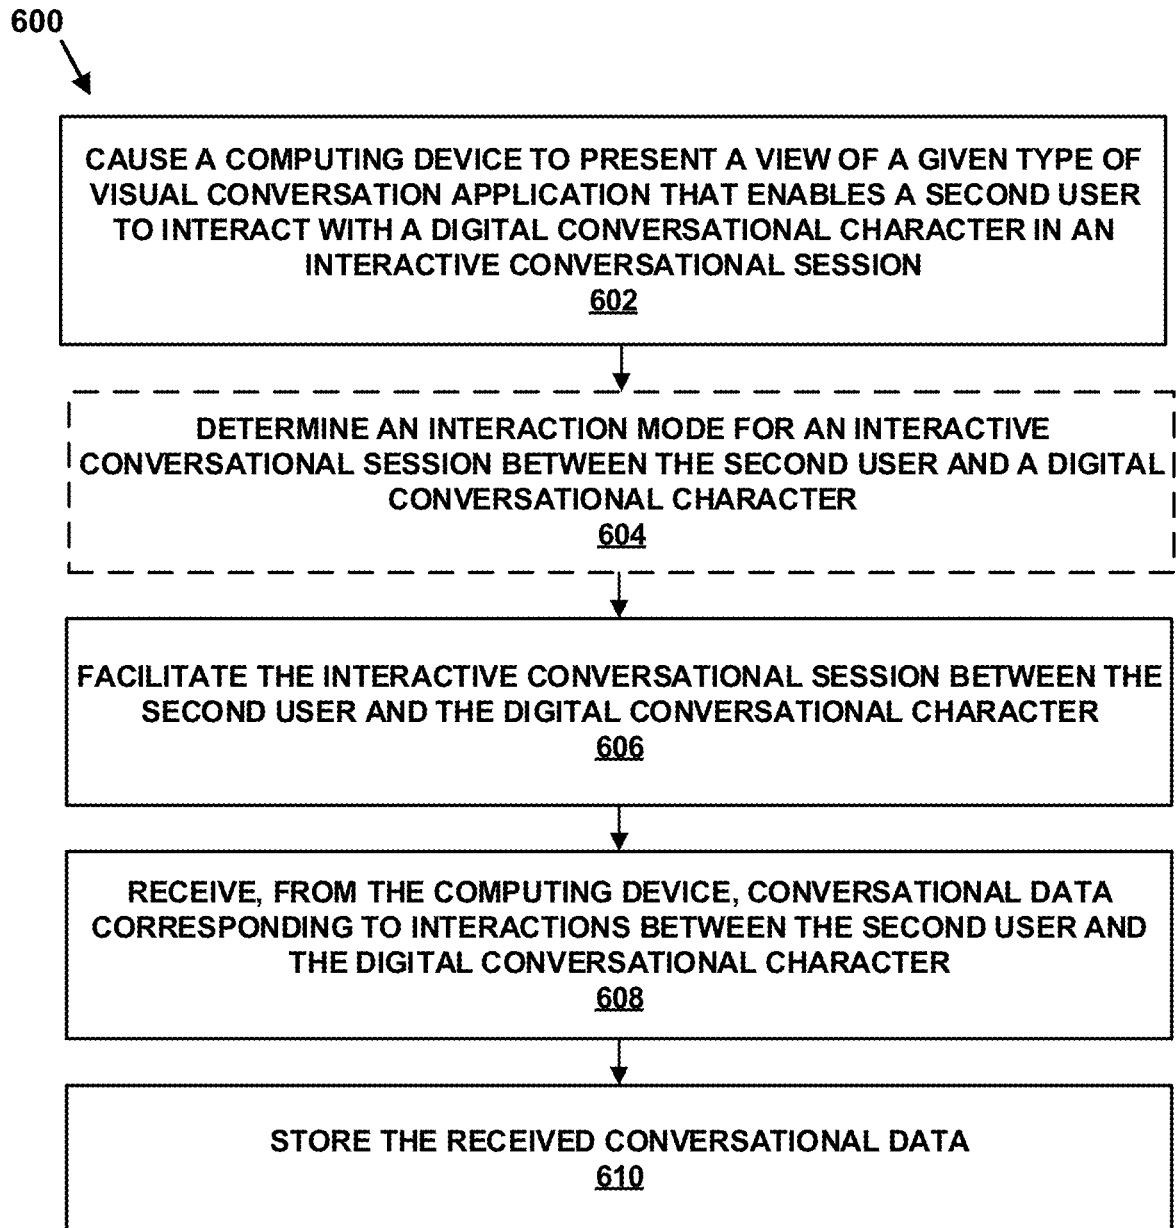 600
CAUSE A COMPUTING DEVICE TO PRESENT A VIEW OF A GIVEN TYPE OF
VISUAL CONVERSATION APPLICATION THAT ENABLES A SECOND USER
TO INTERACT WITH A DIGITAL CONVERSATIONAL CHARACTER IN AN
INTERACTIVE CONVERSATIONAL SESSION
602
DETERMINE AN INTERACTION MODE FOR AN INTERACTIVE
CONVERSATIONAL SESSION BETWEEN THE SECOND USER AND A DIGITAL
CONVERSATIONAL CHARACTER
604
FACILITATE THE INTERACTIVE CONVERSATIONAL SESSION BETWEEN THE
SECOND USER AND THE DIGITAL CONVERSATIONAL CHARACTER
606
RECEIVE, FROM THE COMPUTING DEVICE, CONVERSATIONAL DATA
CORRESPONDING TO INTERACTIONS BETWEEN THE SECOND USER AND
THE DIGITAL CONVERSATIONAL CHARACTER
608
STORE THE RECEIVED CONVERSATIONAL DATA
610